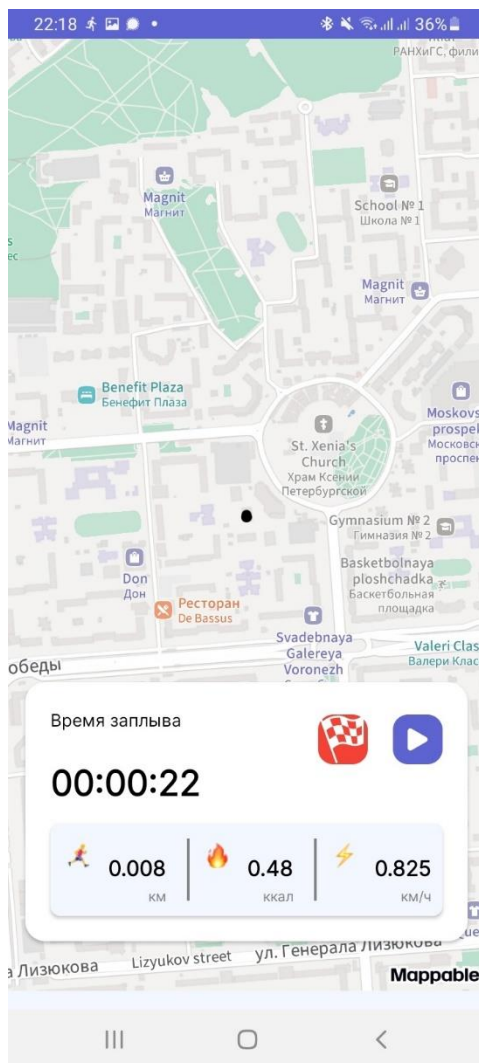 22:18
36%
РАНХиГС, фили
Magnit
Магнит
School № 1
Школа № 1
Magnit
Магнит
Benefit Plaza
Бенефит Плаза
Magnit
Магнит
Moskovs
prospek
Московск
проспек
St. Xenia's
Church
Храм Ксении
Петербургской
Gymnasium № 2
Гимназия № 2
Don
Дон
Basketbolnaya
ploshchadka
Баскетбольная
площадка
Ресторан
De Bassus
Svadebnaya
Galereya
Voronezh
Valeri Clas
Валери Клас
обеды
Время заплыва
00:00:22
0.008
км
0.48
ккал
0.825
км/ч
а Лизюкова
Lizyukov street
ул. Генерала Лизюкова
Mappable